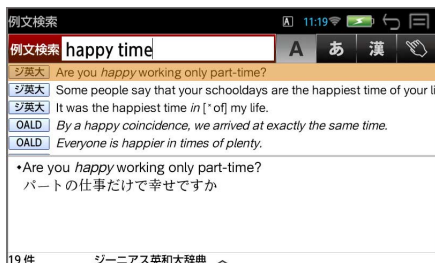 例文検索 A 11:19
例文検索 happy time A あ 漢
ジ英大 Are you happy working only part-time?
ジ英大 Some people say that your schooldays are the happiest time of your li
ジ英大 It was the happiest time in [*of] my life.
OALD By a happy coincidence, we arrived at exactly the same time.
OALD Everyone is happier in times of plenty.
◆Are you happy working only part-time?
パートの仕事だけで幸せですか
19 件 ジーニアス英和大辞典